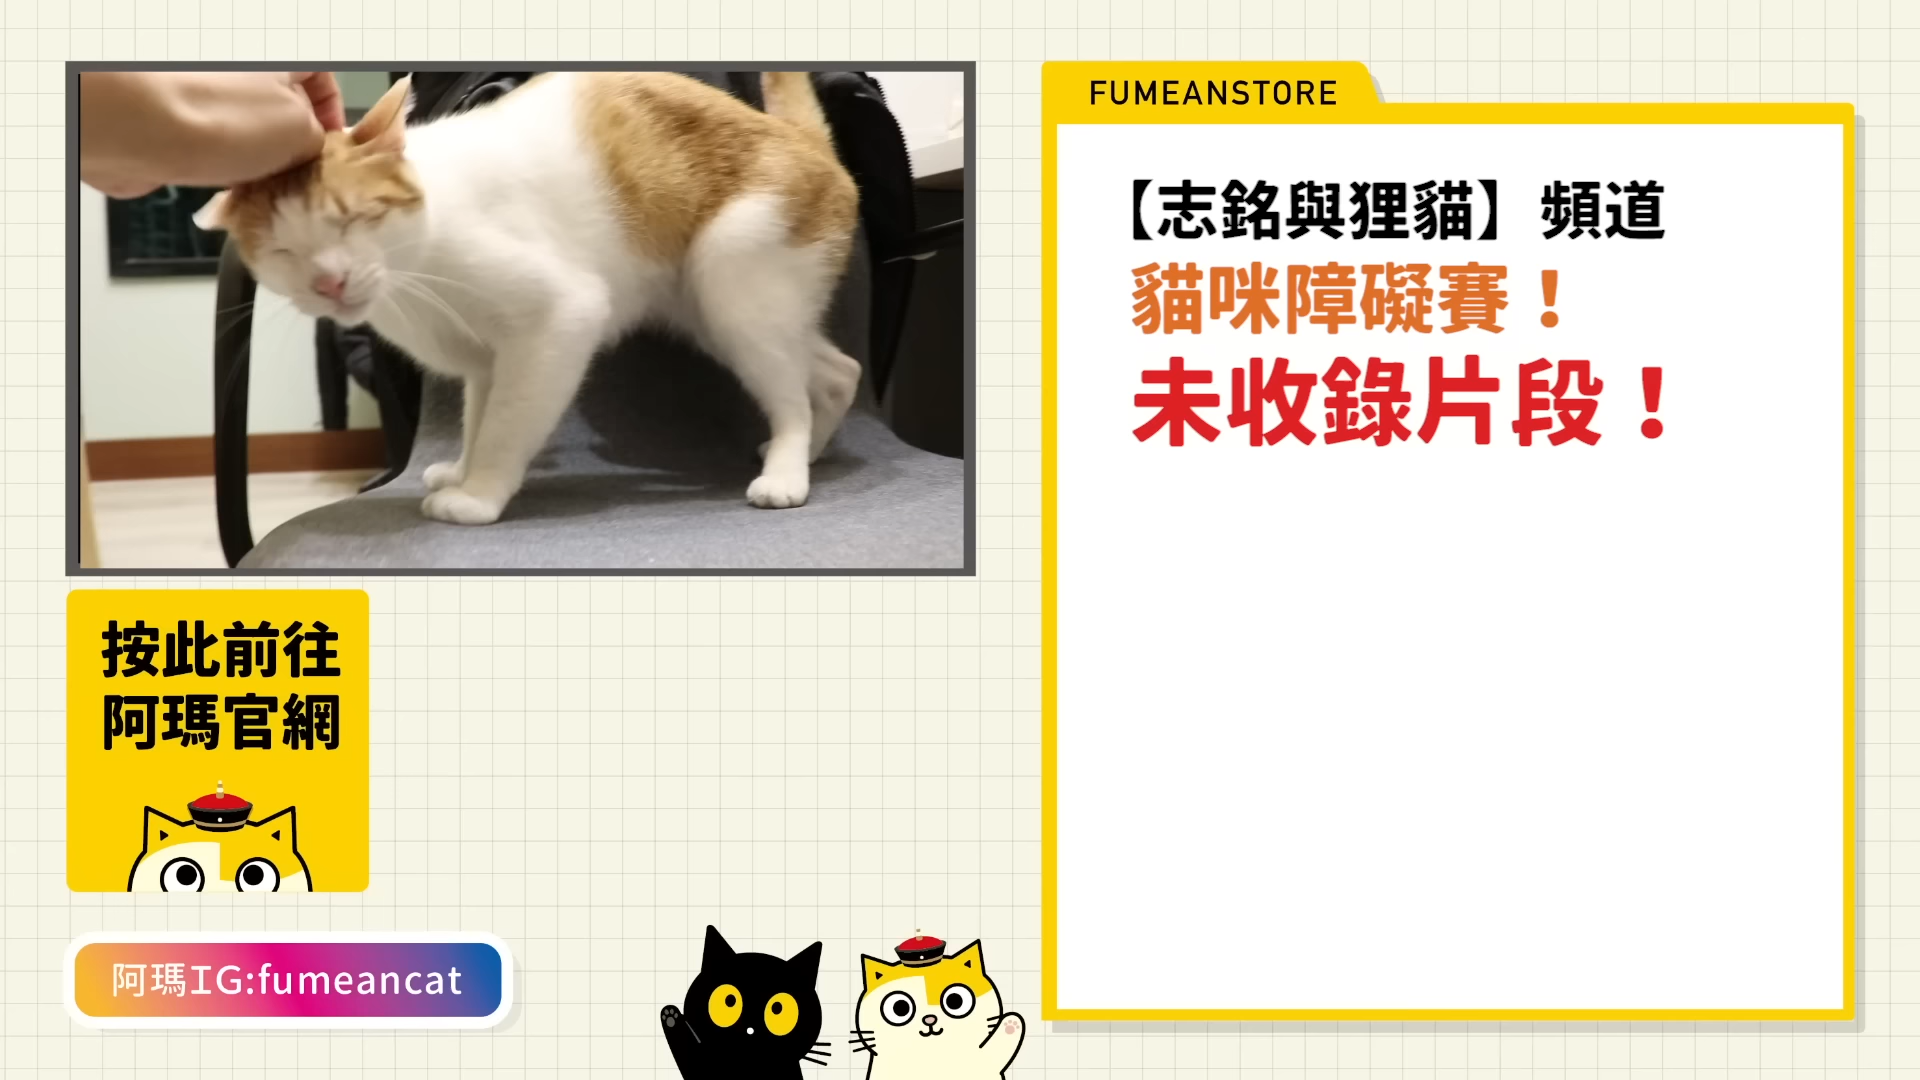 FUMEANSTORE
【志銘與狸貓】頻道
貓咪障礙賽！
未收錄片段！
按此前往
阿瑪官網
阿瑪IG:fumeancat